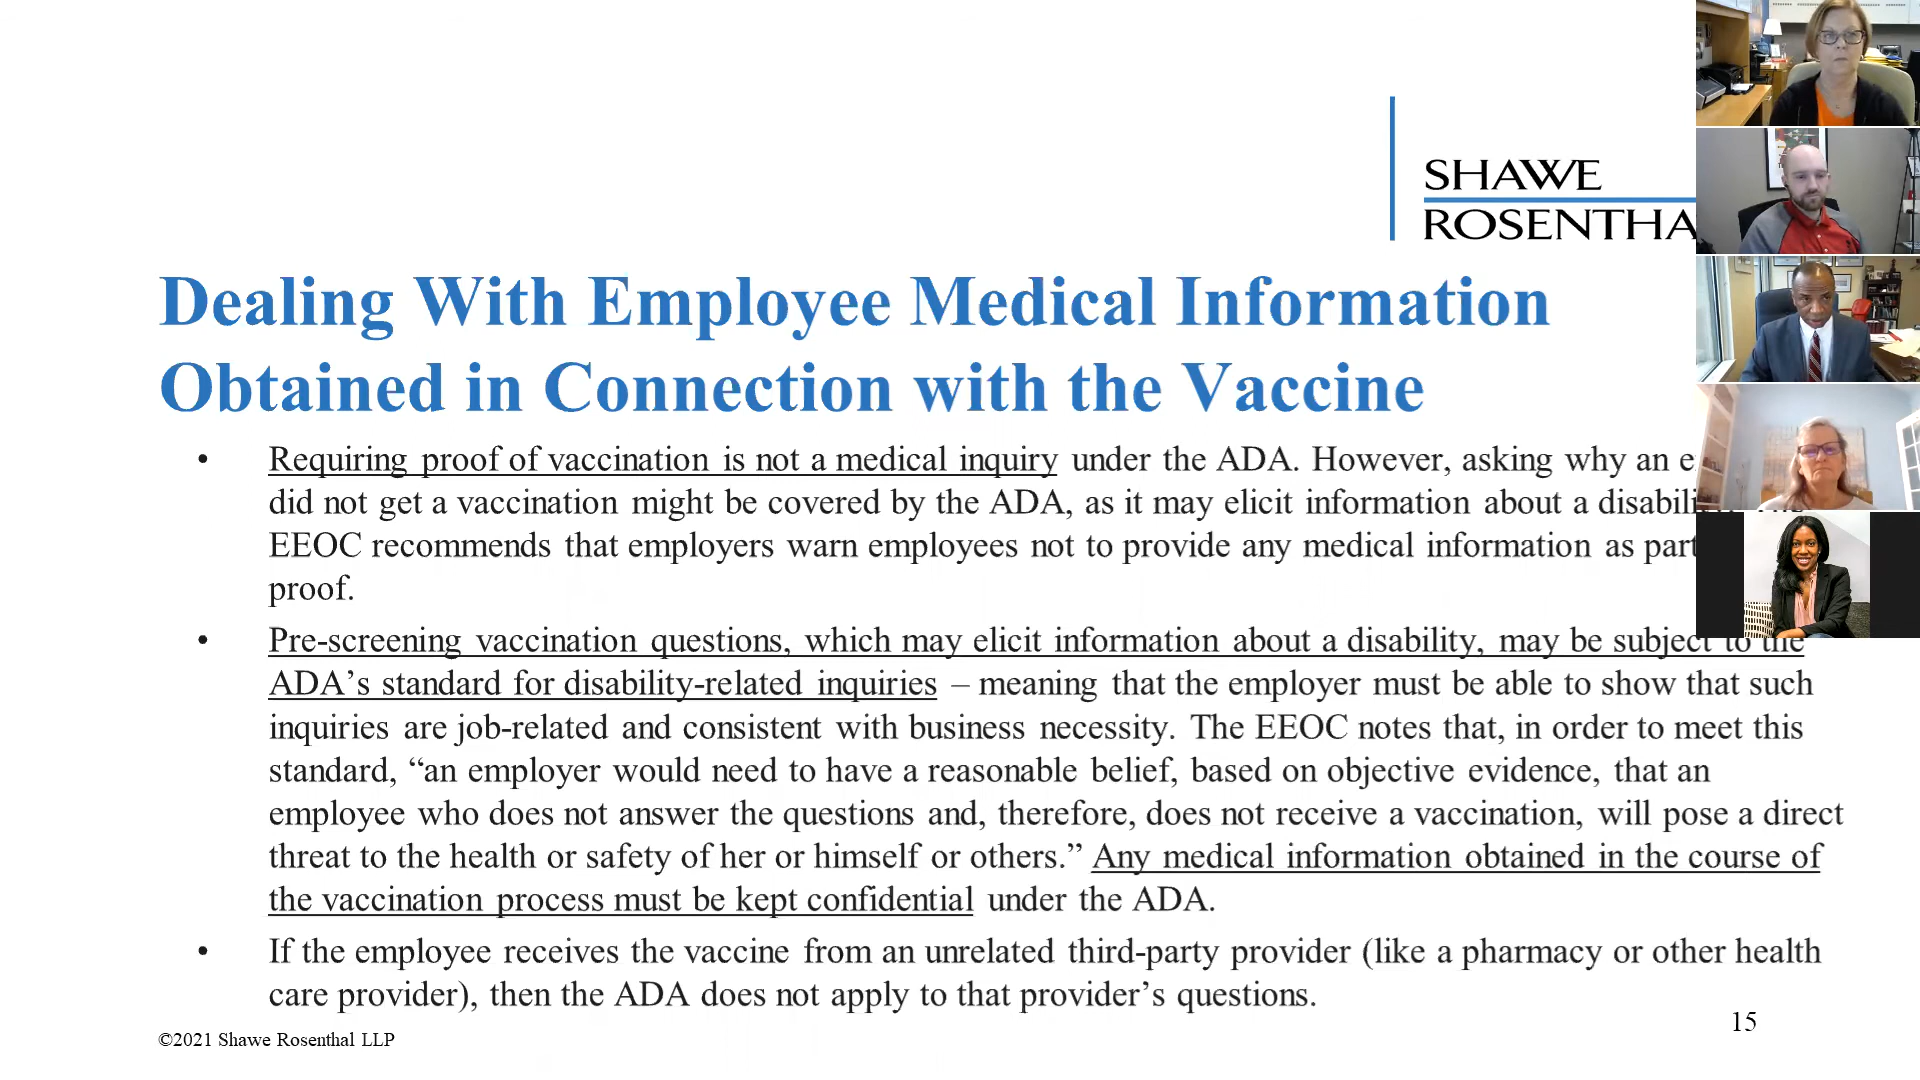 SHAWE
ROSENTHA
Dealing With Employee Medical Information
Obtained in Connection with the Vaccine
• Requiring proof of vaccination is not a medical inquiry under the ADA. However, asking why an
did not get a vaccination might be covered by the ADA, as it may elicit information about a
EEOC recommends that employers warn employees not to provide any medical information as part
proof.
• Pre-screening vaccination questions, which may elicit information about a disability, may be subject to the
ADA’s standard for disability-related inquiries – meaning that the employer must be able to show that such
inquiries are job-related and consistent with business necessity. The EEOC notes that, in order to meet this
standard, “an employer would need to have a reasonable belief, based on objective evidence, that an
employee who does not answer the questions and, therefore, does not receive a vaccination, will pose a direct
threat to the health or safety of her or himself or others.” Any medical information obtained in the course of
the vaccination process must be kept confidential under the ADA.
• If the employee receives the vaccine from an unrelated third-party provider (like a pharmacy or other health
care provider), then the ADA does not apply to that provider’s questions.
©2021 Shawe Rosenthal LLP
15